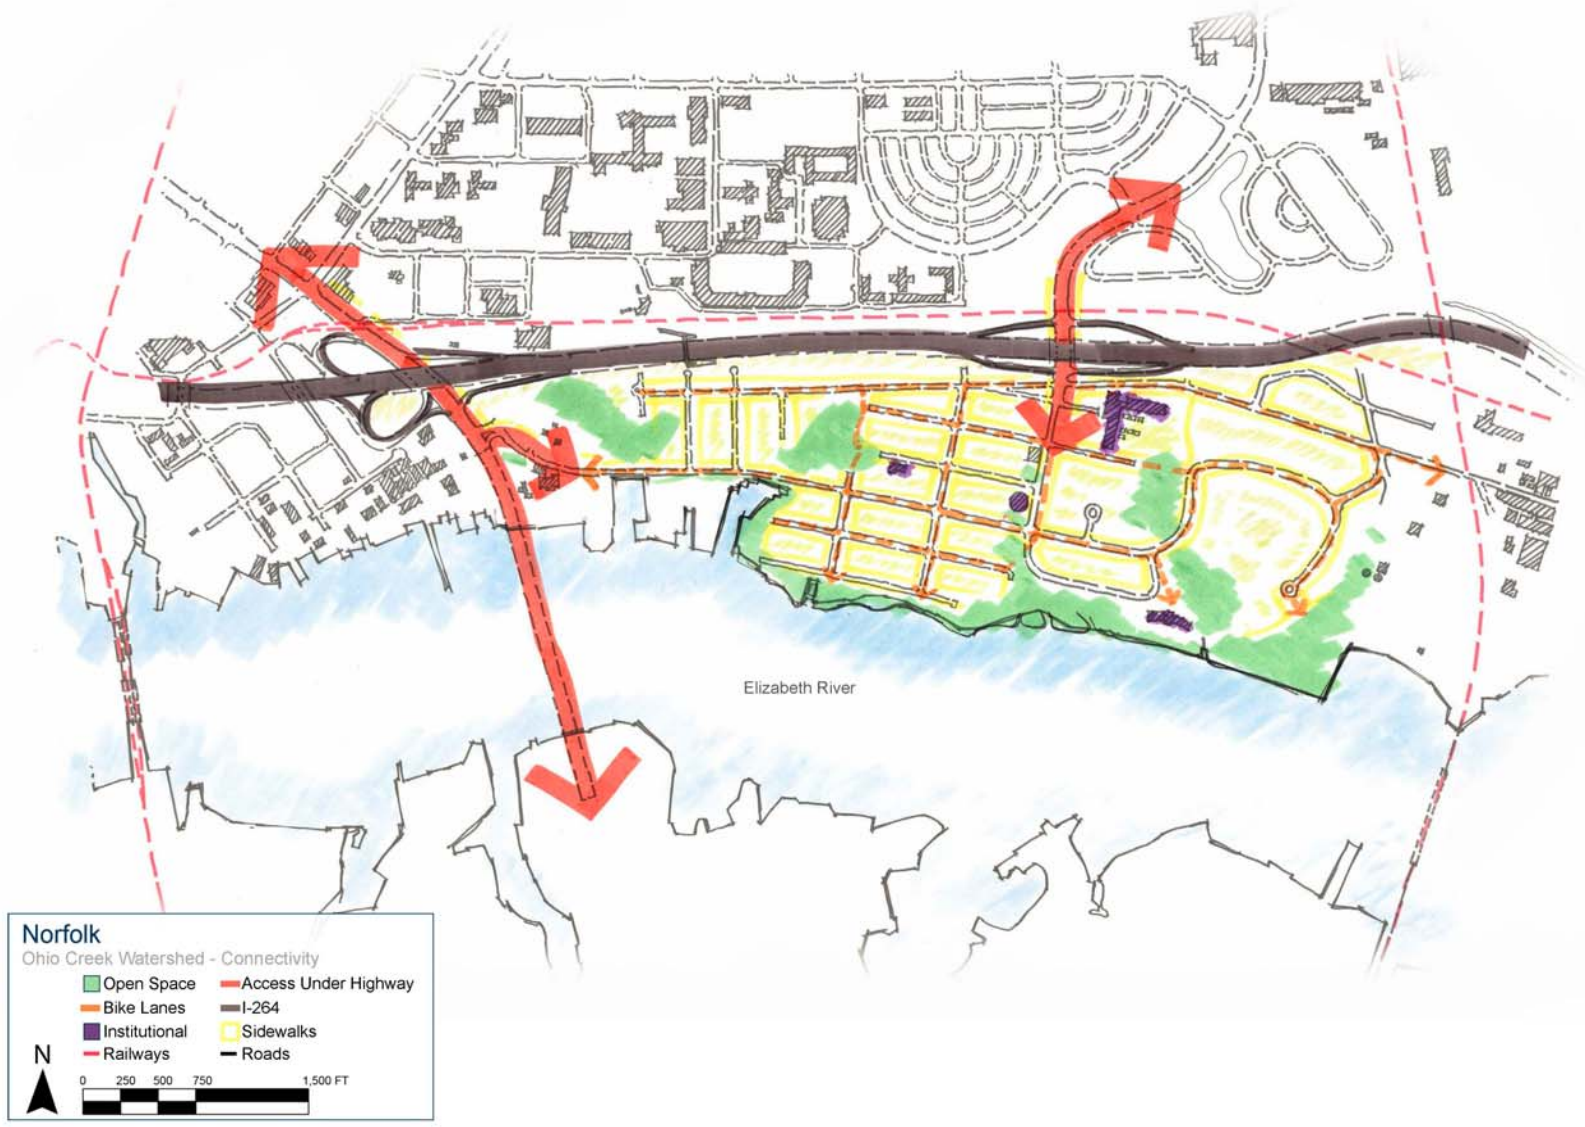 Elizabeth River
Norfolk
Ohio Creek Watershed - Connectivity
Open Space
Access Under Highway
Bike Lanes
I-264
Institutional
Sidewalks
Railways
Roads
N
0 250 500 750 1,500 FT